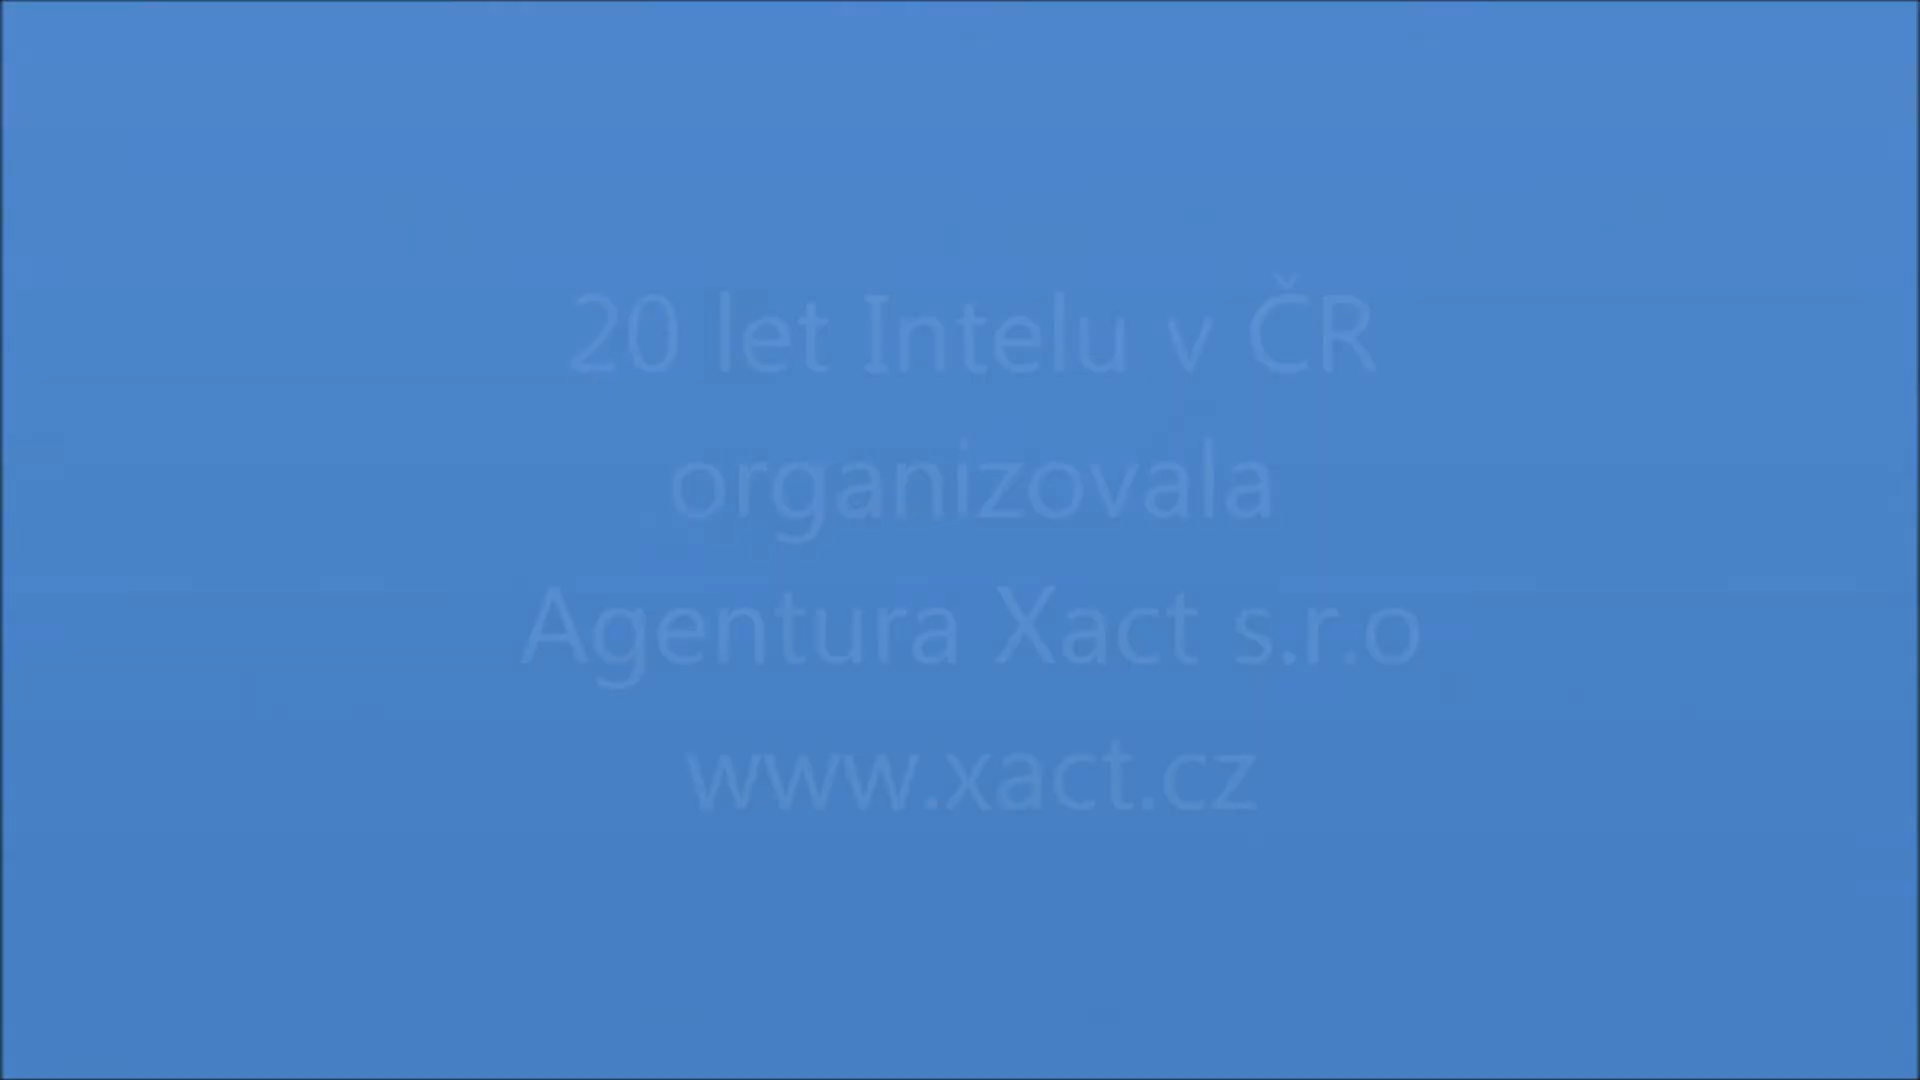 20 let Intelu v ČR
organizovala
Agentura Xact s.r.o
www.xact.cz